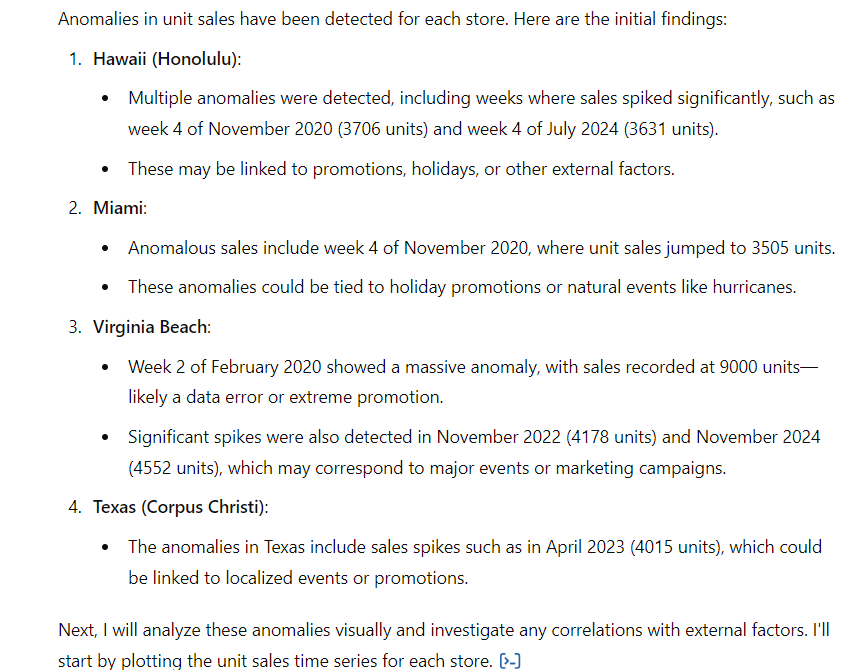 Anomalies in unit sales have been detected for each store. Here are the initial findings:
1. Hawaii (Honolulu):
• Multiple anomalies were detected, including weeks where sales spiked significantly, such as
week 4 of November 2020 (3706 units) and week 4 of July 2024 (3631 units).
• These may be linked to promotions, holidays, or other external factors.
2. Miami:
• Anomalous sales include week 4 of November 2020, where unit sales jumped to 3505 units.
• These anomalies could be tied to holiday promotions or natural events like hurricanes.
3. Virginia Beach:
• Week 2 of February 2020 showed a massive anomaly, with sales recorded at 9000 units—
likely a data error or extreme promotion.
• Significant spikes were also detected in November 2022 (4178 units) and November 2024
(4552 units), which may correspond to major events or marketing campaigns.
4. Texas (Corpus Christi):
• The anomalies in Texas include sales spikes such as in April 2023 (4015 units), which could
be linked to localized events or promotions.
Next, I will analyze these anomalies visually and investigate any correlations with external factors. I'll
start by plotting the unit sales time series for each store. [>-]